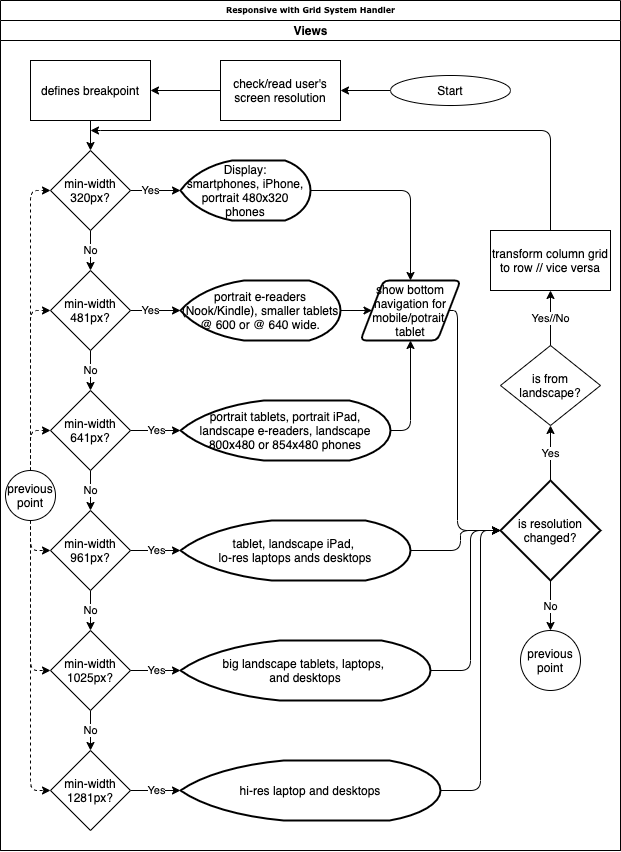 Responsive with Grid System Handler
Views
defines breakpoint
check/read user's
screen resolution
Start
min-width
320px?
Yes
Display:
smartphones, iPhone,
portrait 480x320
phones
No
transform column grid
to row // vice versa
min-width
481px?
Yes
portrait e-readers
(Nook/Kindle), smaller tablets
@ 600 or @ 640 wide.
show bottom
navigation for
mobile/potrait
tablet
Yes//No
No
is from
landscape?
min-width
641px?
Yes
portrait tablets, portrait iPad,
landscape e-readers, landscape
800x480 or 854x480 phones
Yes
No
previous
point
min-width
961px?
Yes
tablet, landscape iPad,
lo-res laptops ands desktops
is resolution
changed?
No
No
min-width
1025px?
Yes
big landscape tablets, laptops,
and desktops
previous
point
No
min-width
1281px?
Yes
hi-res laptop and desktops